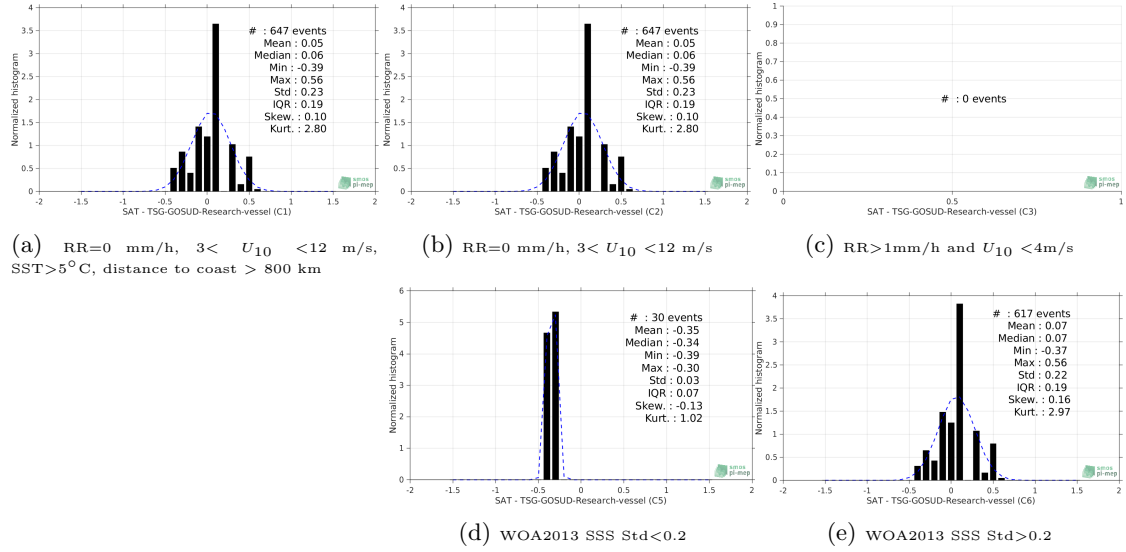 4
3.5
3
2.5
2
1.5
1
0.5
0
-2 -1.5 -1 -0.5 0 0.5 1 1.5 2
Normalized histogram
# : 647 events
Mean : 0.05
Median : 0.06
Min : -0.39
Max : 0.56
Std : 0.23
IQR : 0.19
Skew. : 0.10
Kurt. : 2.80
smos
pi-mep
SAT - TSG-GOSUD-Research-vessel (C1)
(a) RR=0 mm/h, 3< U10 <12 m/s,
SST>5°C, distance to coast > 800 km
4
3.5
3
2.5
2
1.5
1
0.5
0
-2 -1.5 -1 -0.5 0 0.5 1 1.5 2
Normalized histogram
# : 647 events
Mean : 0.05
Median : 0.06
Min : -0.39
Max : 0.56
Std : 0.23
IQR : 0.19
Skew. : 0.10
Kurt. : 2.80
smos
pi-mep
SAT - TSG-GOSUD-Research-vessel (C2)
(b) RR=0 mm/h, 3< U10 <12 m/s
1
0.9
0.8
0.7
0.6
0.5
0.4
0.3
0.2
0.1
0
0 0.5 1
Normalized histogram
# : 0 events
smos
pi-mep
SAT - TSG-GOSUD-Research-vessel (C3)
(c) RR>1mm/h and U10 <4m/s
6
5
4
3
2
1
0
-2 -1.5 -1 -0.5 0 0.5 1 1.5 2
Normalized histogram
# : 30 events
Mean : -0.35
Median : -0.34
Min : -0.39
Max : -0.30
Std : 0.03
IQR : 0.07
Skew. : -0.13
Kurt. : 1.02
smos
pi-mep
SAT - TSG-GOSUD-Research-vessel (C5)
(d) WOA2013 SSS Std<0.2
4
3.5
3
2.5
2
1.5
1
0.5
0
-2 -1.5 -1 -0.5 0 0.5 1 1.5 2
Normalized histogram
# : 617 events
Mean : 0.07
Median : 0.07
Min : -0.37
Max : 0.56
Std : 0.22
IQR : 0.19
Skew. : 0.16
Kurt. : 2.97
smos
pi-mep
SAT - TSG-GOSUD-Research-vessel (C6)
(e) WOA2013 SSS Std>0.2